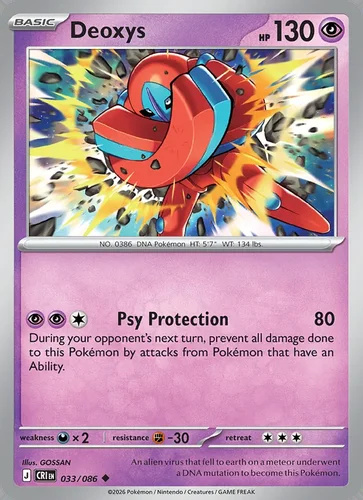 BASIC Deoxys HP 130
NO. 0386 DNA Pokémon HT: 5'7" WT: 134 lbs.
Psy Protection 80
During your opponent's next turn, prevent all damage done
to this Pokémon by attacks from Pokémon that have an
Ability.
weakness ×2 resistance -30 retreat
Illus. GOSSAN
J CRI EN 033/086
An alien virus that fell to earth on a meteor underwent
a DNA mutation to become this Pokémon.
©2026 Pokémon / Nintendo / Creatures / GAME FREAK